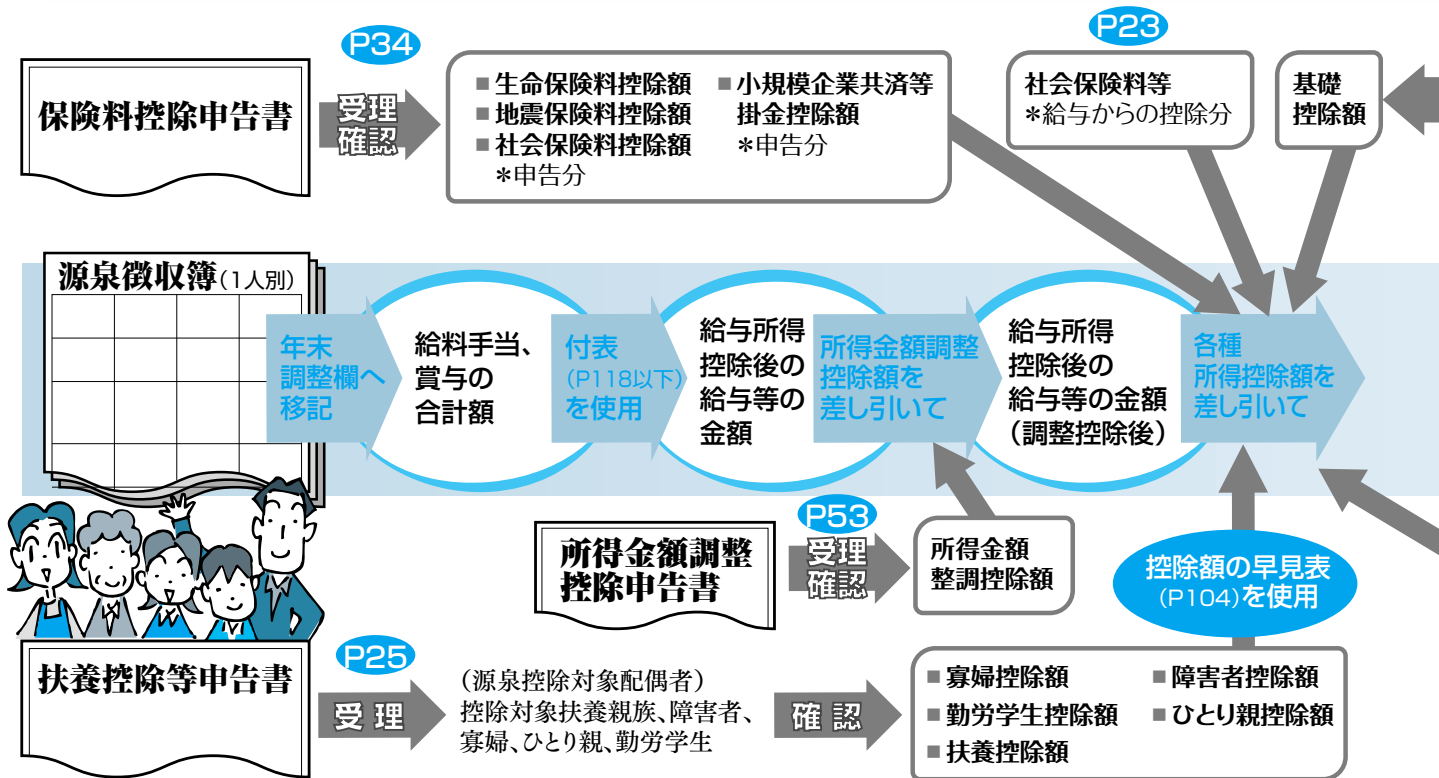 P34
P23
保険料控除申告書
受理
確認
■生命保険料控除額
■地震保険料控除額
■社会保険料控除額
＊申告分
■小規模企業共済等
掛金控除額
＊申告分
社会保険料等
＊給与からの控除分
基礎
控除額
源泉徴収簿(1人別)
年末
調整欄へ
移記
給料手当、
賞与の
合計額
付表
(P118以下)
を使用
給与所得
控除後の
給与等の
金額
所得金額調整
控除額を
差し引いて
給与所得
控除後の
給与等の金額
(調整控除後)
各種
所得控除額を
差し引いて
所得金額調整
控除申告書
P53
受理
確認
所得金額
整調控除額
控除額の早見表
(P104)を使用
扶養控除等申告書
P25
受理
(源泉控除対象配偶者)
控除対象扶養親族、障害者、
寡婦、ひとり親、勤労学生
確認
■寡婦控除額
■勤労学生控除額
■扶養控除額
■障害者控除額
■ひとり親控除額